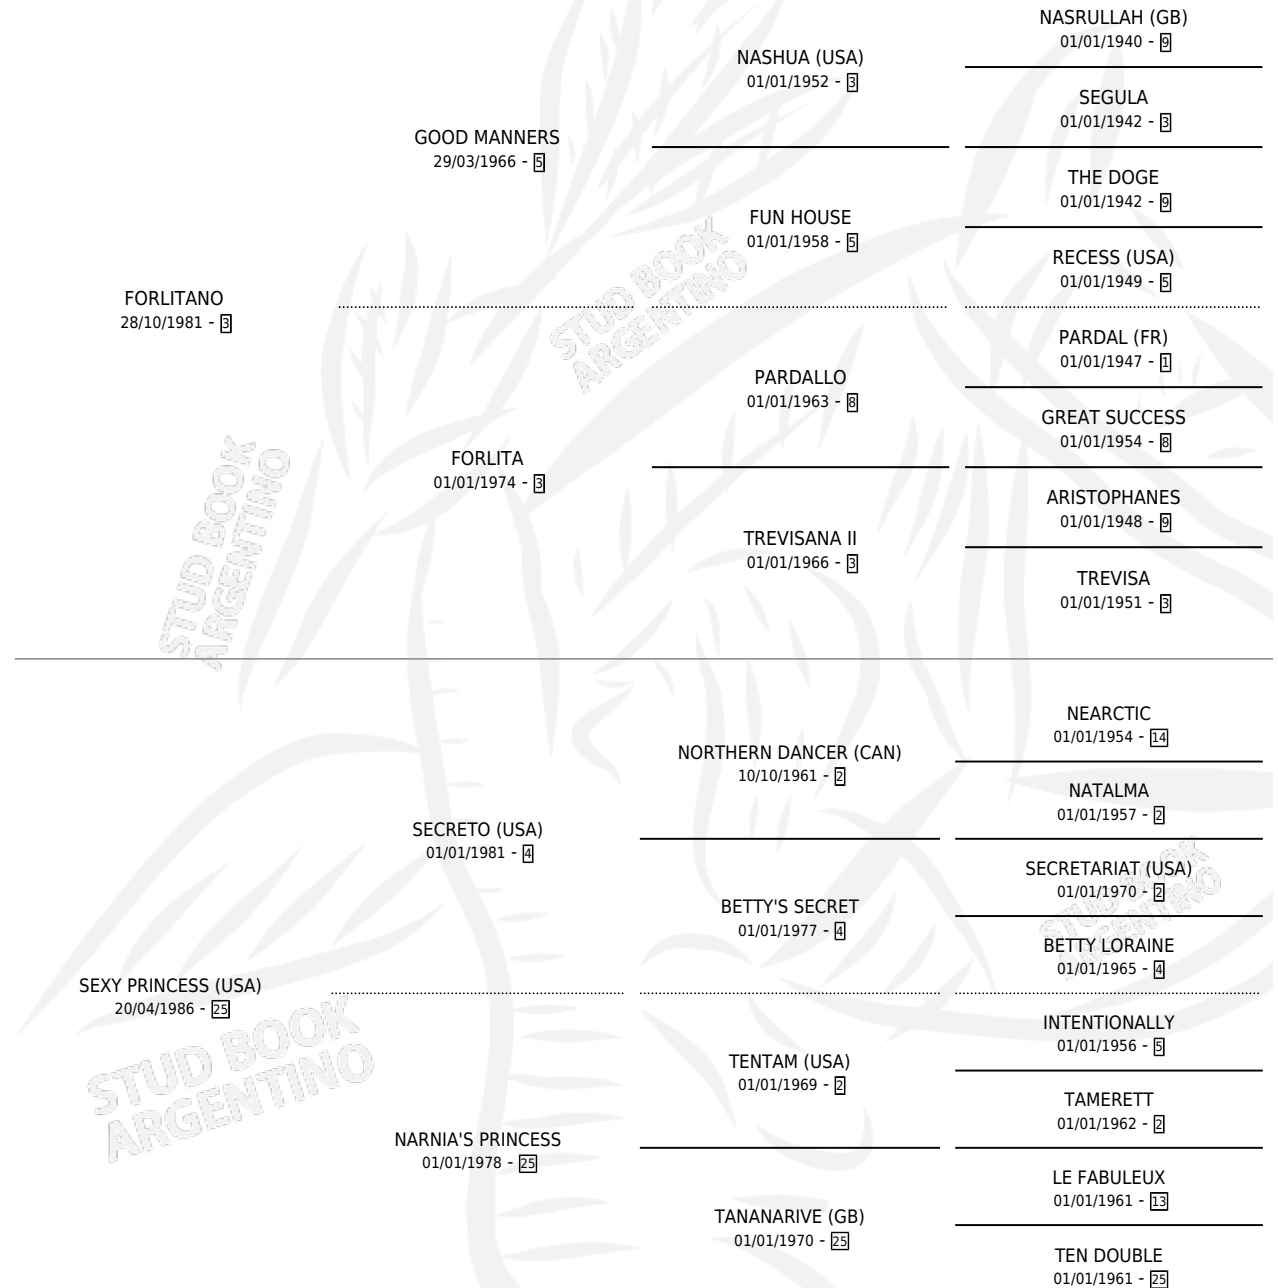 NASRULLAH (GB)
01/01/1940 - 9
NASHUA (USA)
01/01/1952 - 3
SEGULA
01/01/1942 - 3
GOOD MANNERS
29/03/1966 - 5
THE DOGE
01/01/1942 - 9
FUN HOUSE
01/01/1958 - 5
RECESS (USA)
01/01/1949 - 5
FORLITANO
28/10/1981 - 3
PARDAL (FR)
01/01/1947 - 1
PARDALLO
01/01/1963 - 8
GREAT SUCCESS
01/01/1954 - 8
FORLITA
01/01/1974 - 3
ARISTOPHANES
01/01/1948 - 9
TREVISANA II
01/01/1966 - 3
TREVISA
01/01/1951 - 3
STUD BOOK
ARGENTINO
STUD BOOK
ARGENTINO
NEARCTIC
01/01/1954 - 14
NORTHERN DANCER (CAN)
10/10/1961 - 2
NATALMA
01/01/1957 - 2
SECRETO (USA)
01/01/1981 - 4
SECRETARIAT (USA)
01/01/1970 - 2
BETTY'S SECRET
01/01/1977 - 4
BETTY LORAINE
01/01/1965 - 4
STUD BOOK
ARGENTINO
SEXY PRINCESS (USA)
20/04/1986 - 25
INTENTIONALLY
01/01/1956 - 5
TENTAM (USA)
01/01/1969 - 2
TAMERETT
01/01/1962 - 2
NARNIA'S PRINCESS
01/01/1978 - 25
LE FABULEUX
01/01/1961 - 13
TANANARIVE (GB)
01/01/1970 - 25
TEN DOUBLE
01/01/1961 - 25
STUD BOOK
ARGENTINO